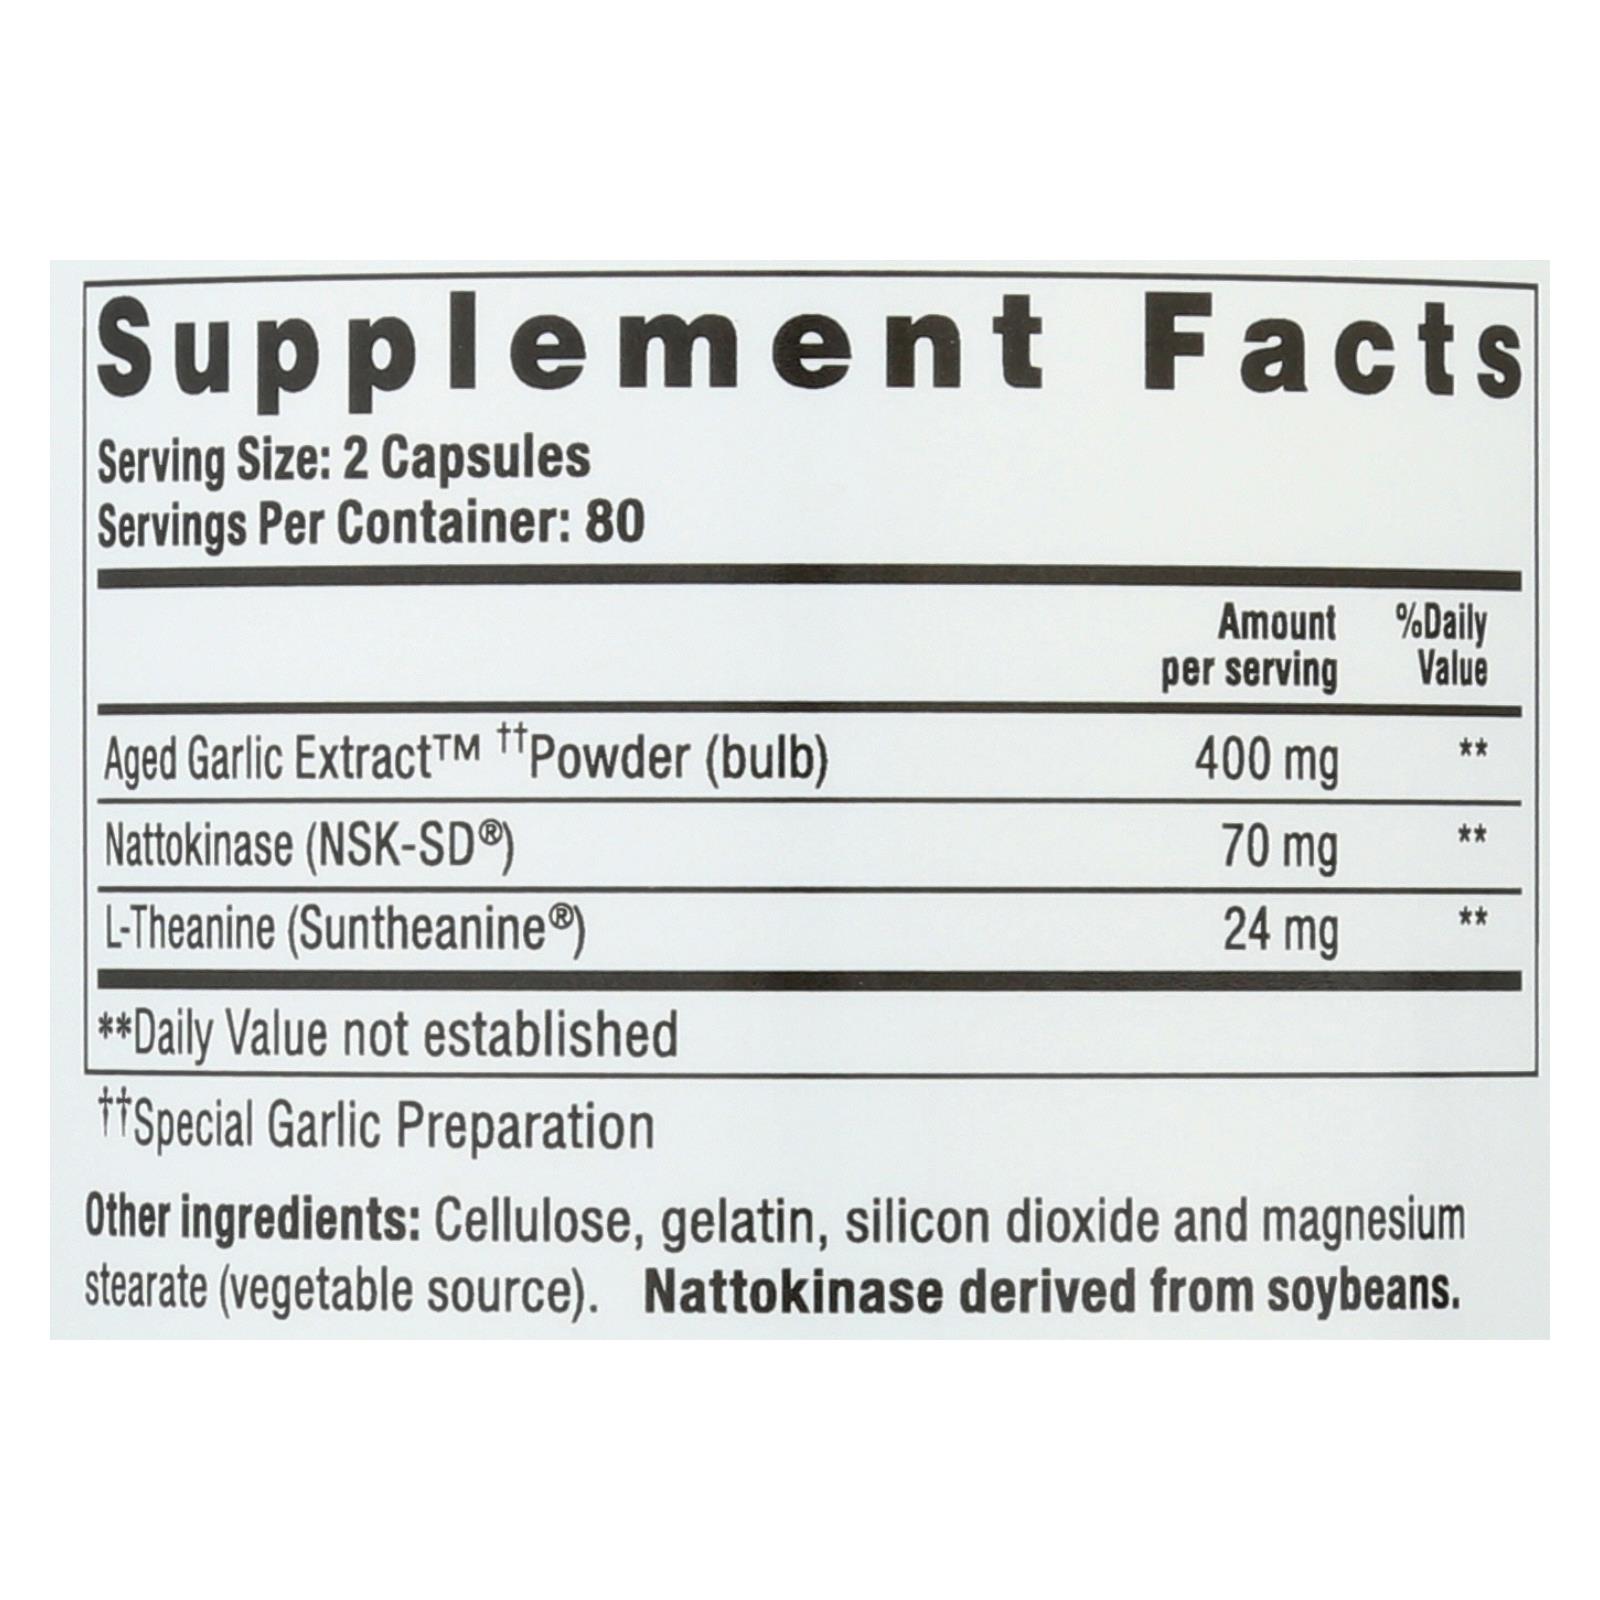 Supplement Facts
Serving Size: 2 Capsules
Servings Per Container: 80
Amount per serving %Daily Value
Aged Garlic Extract™ ††Powder (bulb) 400 mg **
Nattokinase (NSK-SD®) 70 mg **
L-Theanine (Suntheanine®) 24 mg **
**Daily Value not established
††Special Garlic Preparation
Other ingredients: Cellulose, gelatin, silicon dioxide and magnesium
stearate (vegetable source). Nattokinase derived from soybeans.